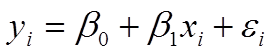 yᵢ = β₀ + β₁xᵢ + εᵢ